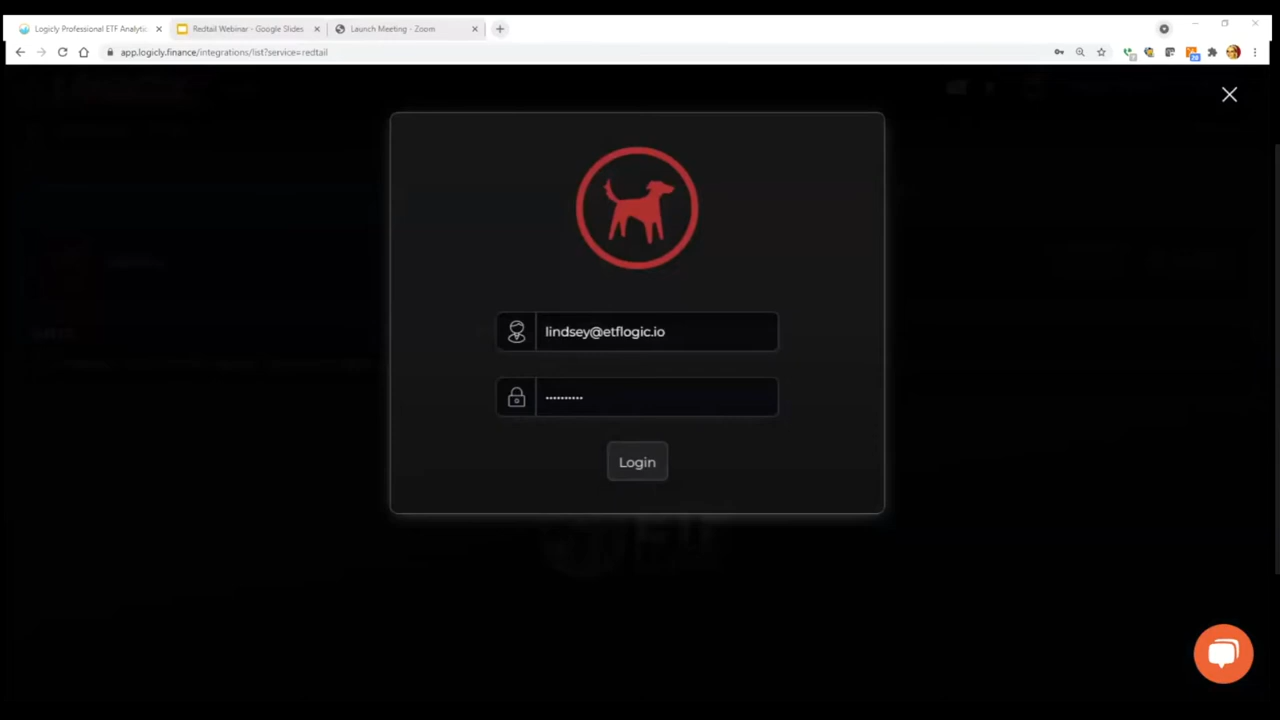 Logicly Professional ETF Analytic
Redtail Webinar - Google Slides
Launch Meeting - Zoom
app.logicly.finance/integrations/list?service=redtail
lindsey@etflogic.io
••••••••••
Login